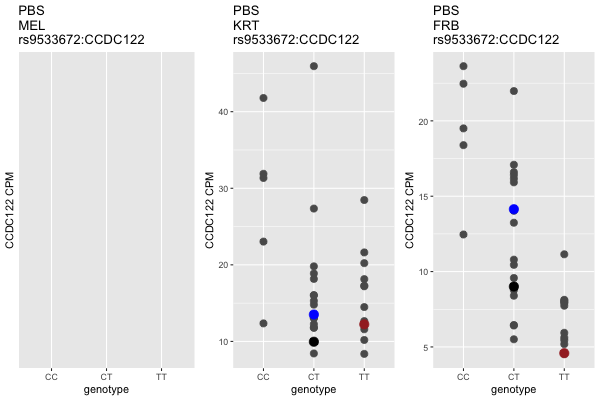 PBS
MEL
rs9533672:CCDC122
CCDC122 CPM
CC
CT
TT
genotype
PBS
KRT
rs9533672:CCDC122
CCDC122 CPM
40
30
20
10
CC
CT
TT
genotype
PBS
FRB
rs9533672:CCDC122
CCDC122 CPM
20
15
10
5
CC
CT
TT
genotype